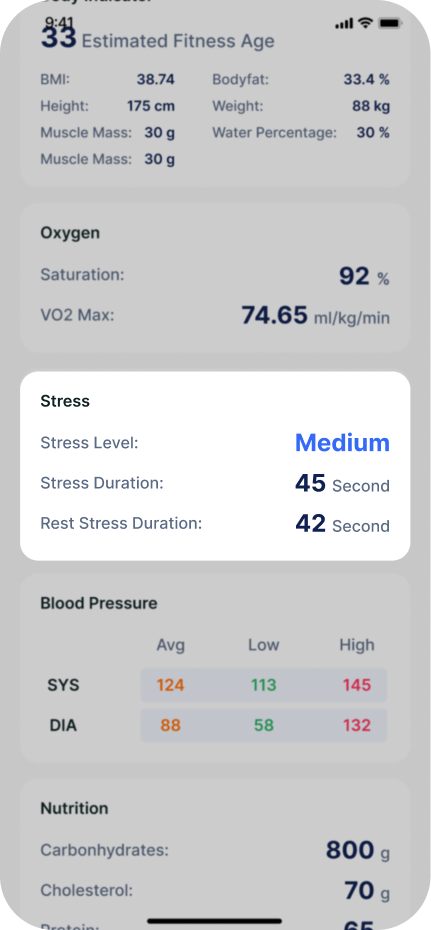 9:41
33 Estimated Fitness Age
BMI: 38.74 Bodyfat: 33.4 %
Height: 175 cm Weight: 88 kg
Muscle Mass: 30 g Water Percentage: 30 %
Muscle Mass: 30 g
Oxygen
Saturation: 92 %
VO2 Max: 74.65 ml/kg/min
Stress
Stress Level: Medium
Stress Duration: 45 Second
Rest Stress Duration: 42 Second
Blood Pressure
Avg Low High
SYS 124 113 145
DIA 88 58 132
Nutrition
Carbonhydrates: 800 g
Cholesterol: 70 g
Protein: 65